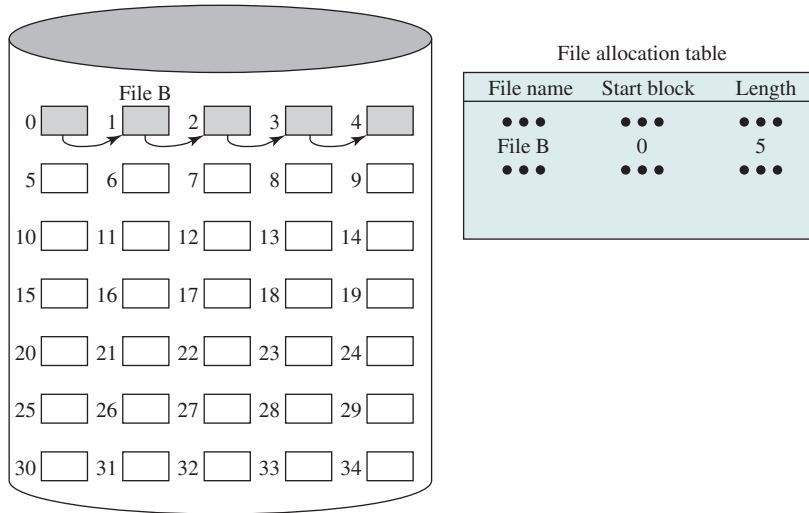 File allocation table
File name Start block Length
••• ••• •••
File B 0 5
••• ••• •••
File B
0 1 2 3 4
5 6 7 8 9
10 11 12 13 14
15 16 17 18 19
20 21 22 23 24
25 26 27 28 29
30 31 32 33 34